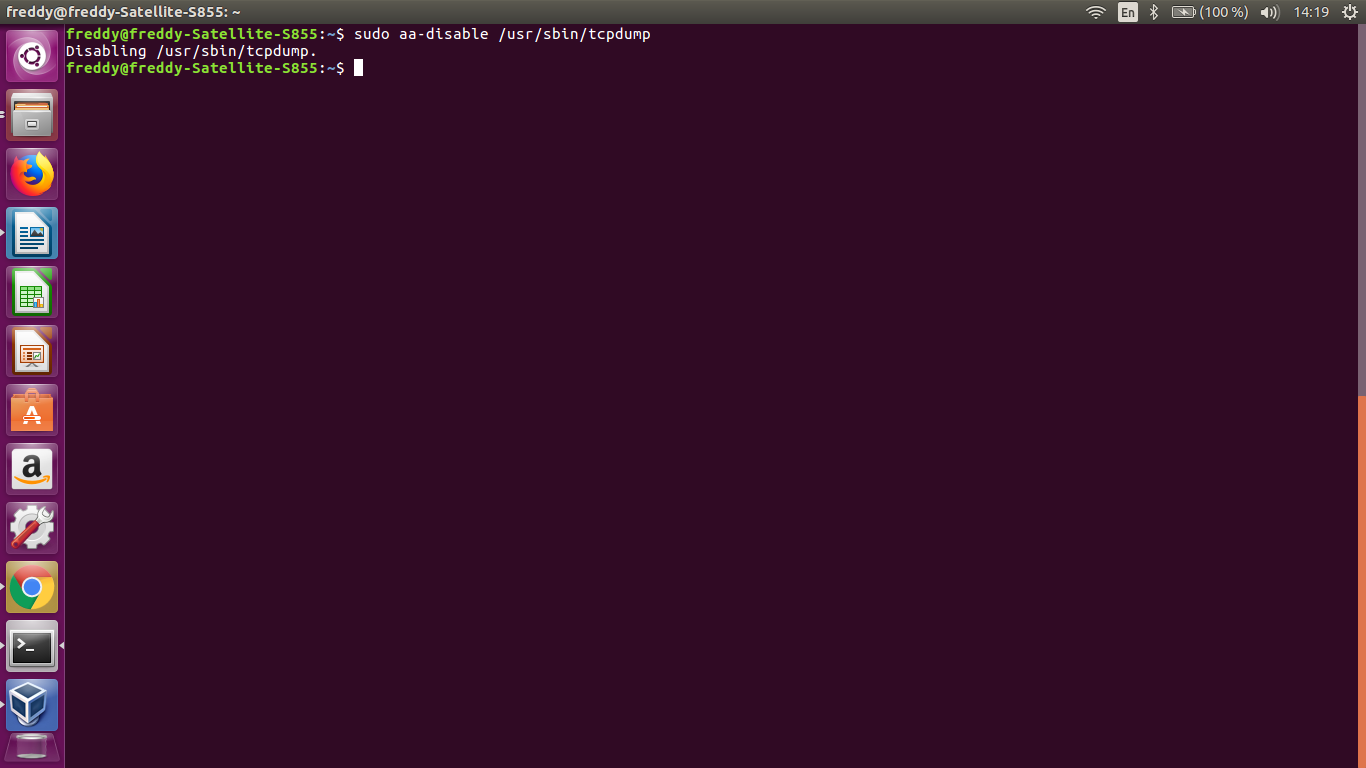 freddy@freddy-Satellite-S855: ~
En
(100 %)
14:19
freddy@freddy-Satellite-S855:~$ sudo aa-disable /usr/sbin/tcpdump
Disabling /usr/sbin/tcpdump.
freddy@freddy-Satellite-S855:~$